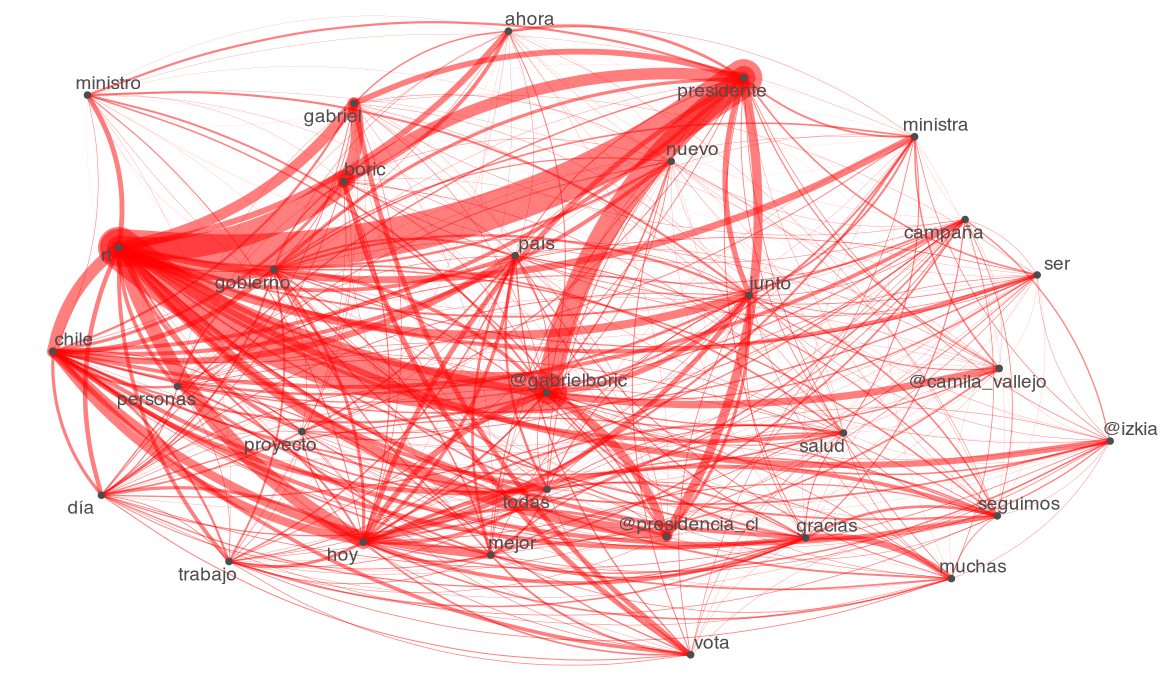 ahora
ministro
presidente
gabriel
ministra
nuevo
boric
campaña
país
rt
ser
gobierno
junto
chile
@gabrielboric
@camila_vallejo
personas
@izkia
proyecto
salud
día
todas
seguimos
@presidencia_cl
gracias
mejor
hoy
trabajo
muchas
vota